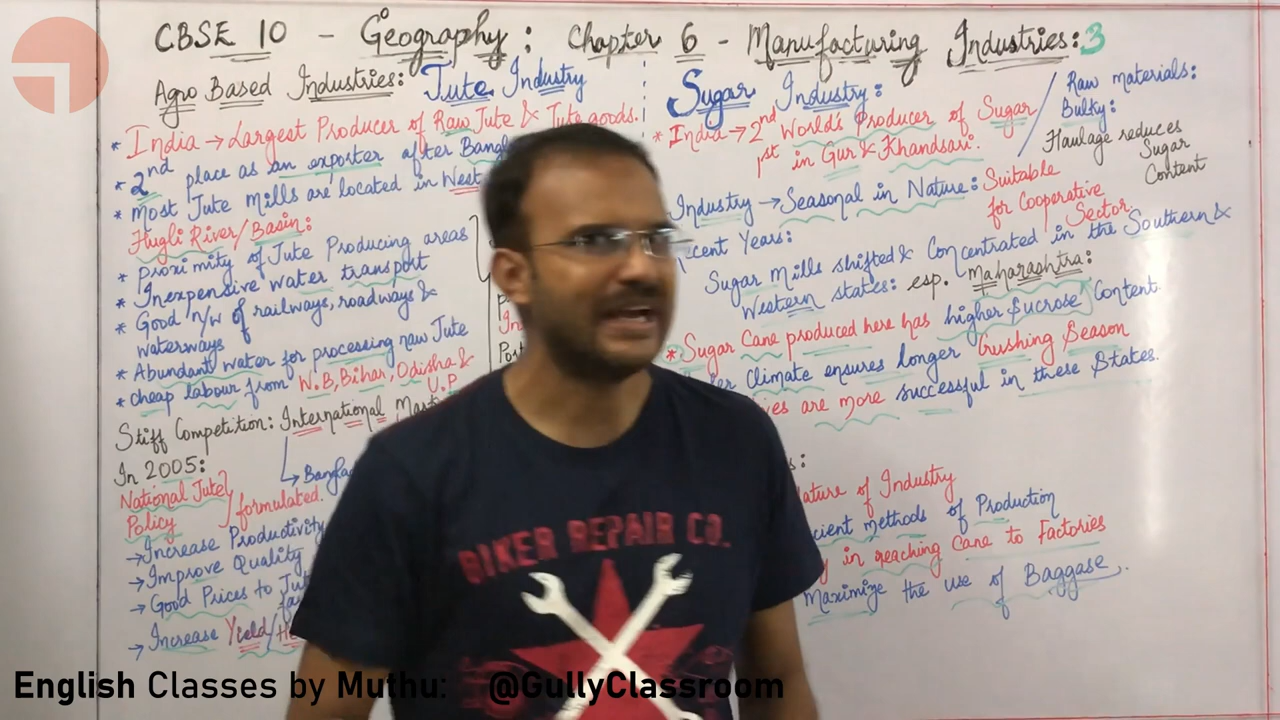 CBSE 10 - Geography: Chapter 6 - Manufacturing Industries: 3
Agro Based Industries: Jute Industry
* India → Largest Producer of Raw Jute & Jute goods.
* 2nd place as an exporter after
* Most Jute Mills are located in West
Hugli River/Basin:
* Proximity of Jute Producing areas
* Inexpensive water transport
* Good n/w of railways, roadways &
waterways
* Abundant water for processing raw Jute
* cheap labour from W.B, Bihar, Odisha &
U.P
Stiff Competition: International
→
In 2005:
National Jute
Policy
formulated.
→ Increase Productivity
→ Improve Quality
→ Good Prices to
→ Increase Yield/
Sugar Industry:
* India → 2nd World's Producer of Sugar
1st in Gur & Khandsari.
Raw materials:
Bulky:
Haulage reduces
Sugar
Content
Industry → Seasonal in Nature: Suitable
for Cooperative
Sector.
Years:
Sugar Mills shifted & Concentrated in the Southern &
Western states: esp. Maharashtra:
* Sugar Cane produced here has higher Sucrose Content.
Climate ensures longer Crushing Season
are more successful in these States.
of Industry
methods of Production
in reaching Cane to Factories
Maximize the use of Baggase.
BIKER REPAIR CO.
English Classes by Muthu: @GullyClassroom